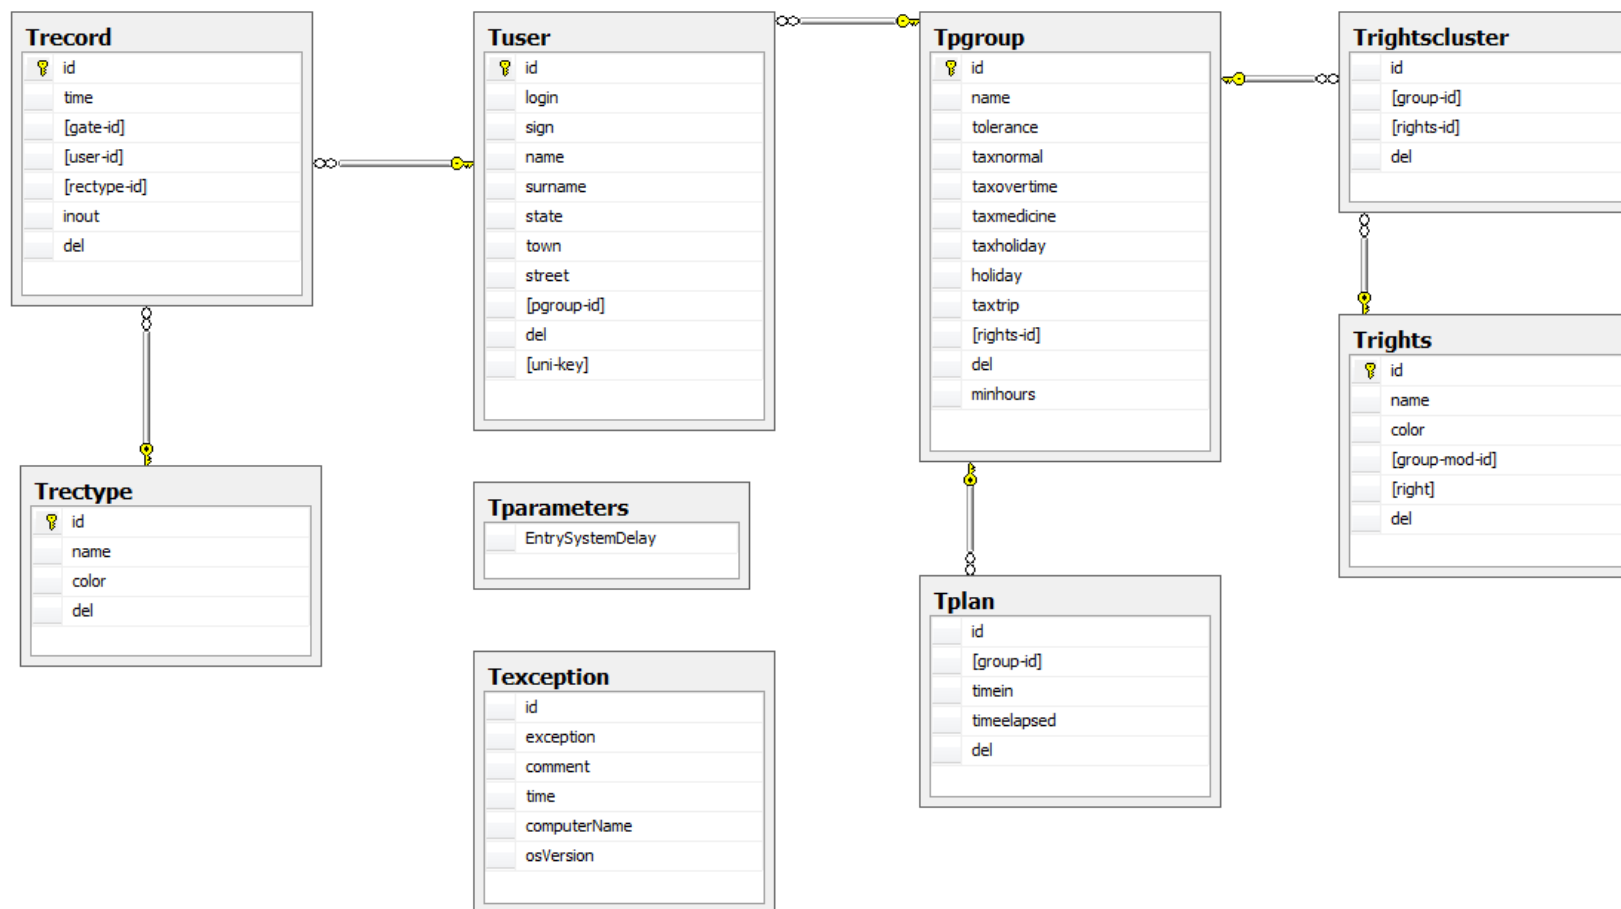 Trecord
id
time
[gate-id]
[user-id]
[rectype-id]
inout
del
Tuser
id
login
sign
name
surname
state
town
street
[pgroup-id]
del
[uni-key]
Tpgroup
id
name
tolerance
taxnormal
taxovertime
taxmedicine
taxholiday
holiday
taxtrip
[rights-id]
del
minhours
Trightscluster
id
[group-id]
[rights-id]
del
Trights
id
name
color
[group-mod-id]
[right]
del
Trectype
id
name
color
del
Tparameters
EntrySystemDelay
Texception
id
exception
comment
time
computerName
osVersion
Tplan
id
[group-id]
timein
timeelapsed
del